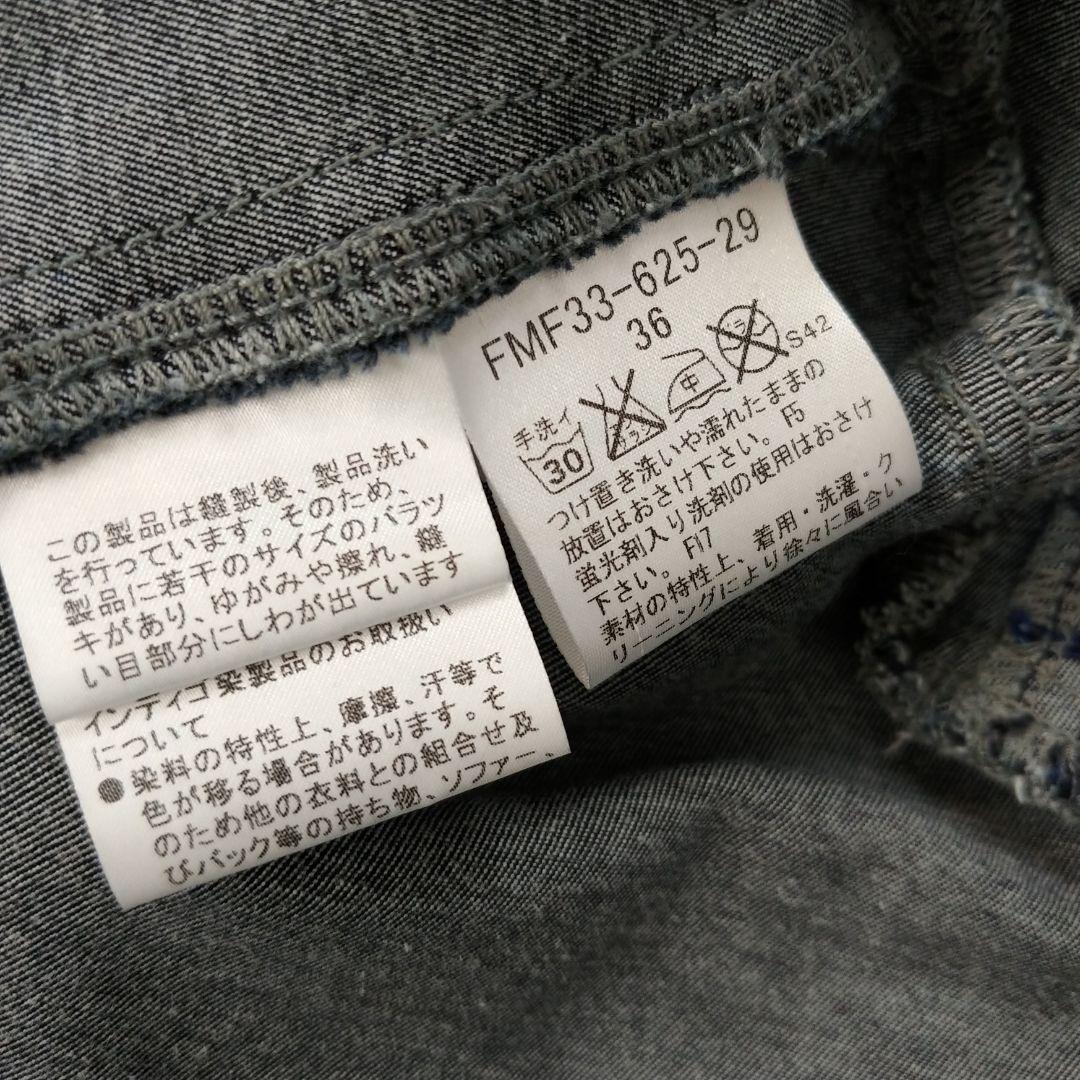 この製品は縫製後、製品洗い
を行っています。そのため、
製品に若干のサイズのバラツ
キがあり、ゆがみや擦れ、縫
い目部分にしわが出ています
インディゴ染製品のお取扱い
について
●染料の特性上、摩擦、汗等で
色が移る場合があります。そ
のため他の衣料との組合せ及
びバック等の持ち物、ソファー、
FMF33-625-29
36
手洗イ
30
中
S42
つけ置き洗いや濡れたままの
放置はおさけ下さい。 F5
蛍光剤入り洗剤の使用はおさけ
下さい。 F17
素材の特性上、着用・洗濯・ク
リーニングにより徐々に風合い